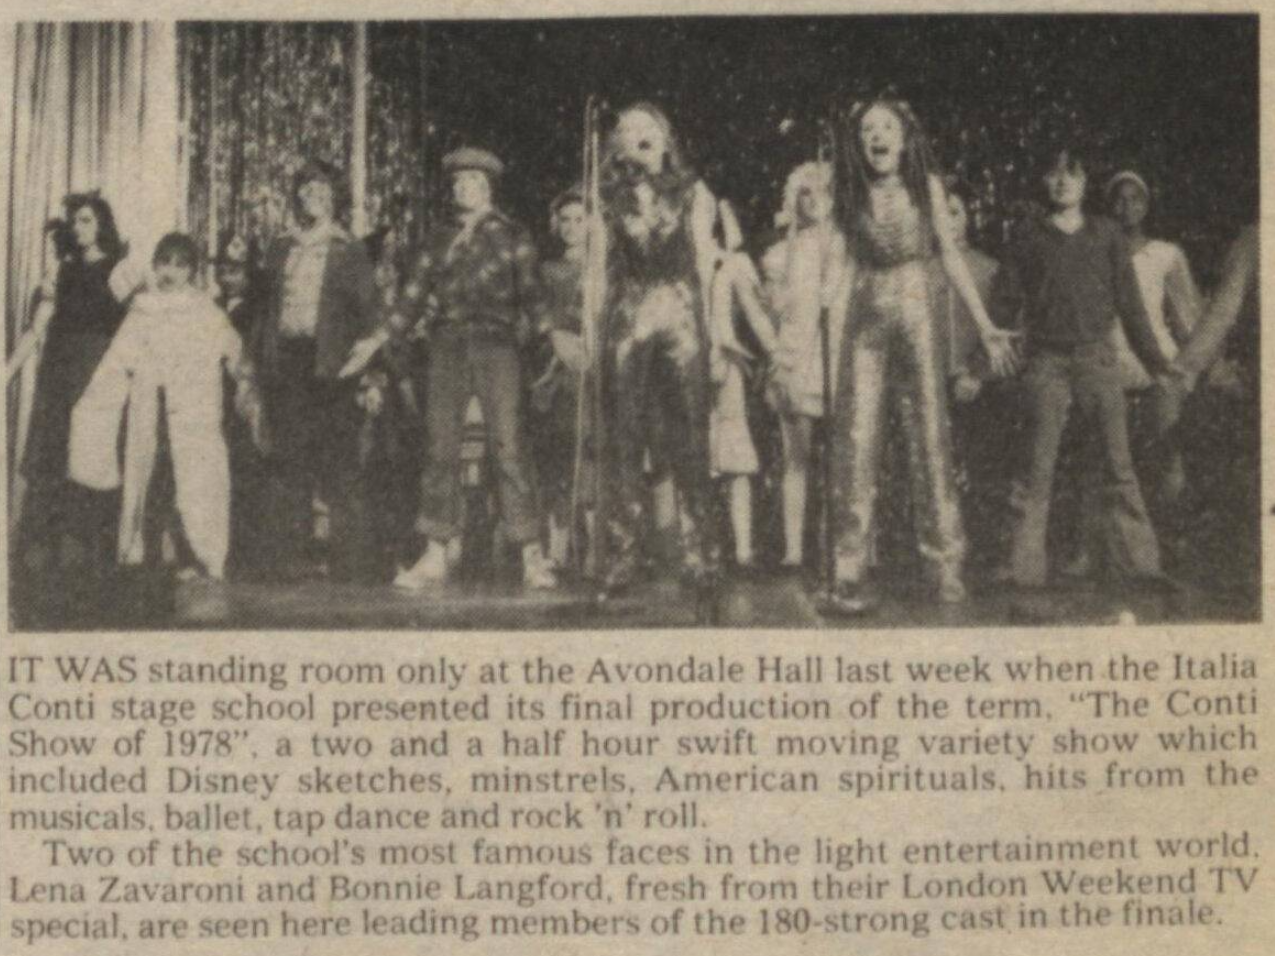 IT WAS standing room only at the Avondale Hall last week when the Italia
Conti stage school presented its final production of the term, “The Conti
Show of 1978”, a two and a half hour swift moving variety show which
included Disney sketches, minstrels, American spirituals, hits from the
musicals, ballet, tap dance and rock 'n' roll.
Two of the school's most famous faces in the light entertainment world,
Lena Zavaroni and Bonnie Langford, fresh from their London Weekend TV
special, are seen here leading members of the 180-strong cast in the finale.